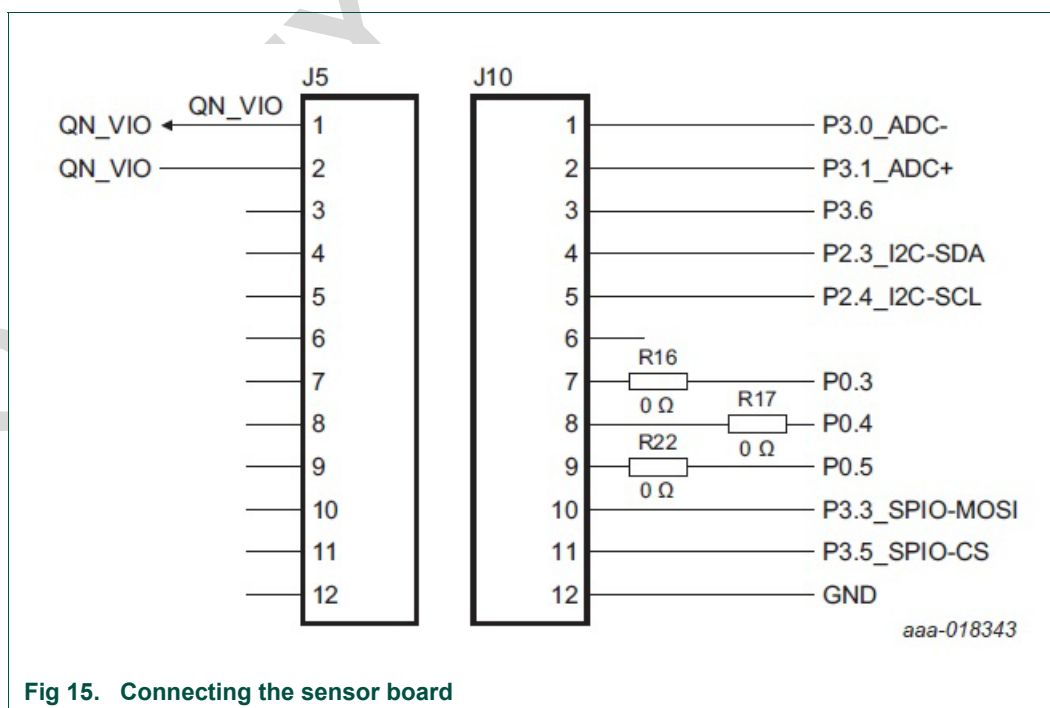 J5 J10
QN_VIO QN_VIO 1 1 P3.0_ADC-
QN_VIO 2 2 P3.1_ADC+
3 3 P3.6
4 4 P2.3_I2C-SDA
5 5 P2.4_I2C-SCL
6 6
R16
7 7 P0.3
0 Ω R17
8 8 P0.4
R22 0 Ω
9 9 P0.5
0 Ω
10 10 P3.3_SPIO-MOSI
11 11 P3.5_SPIO-CS
12 12 GND
aaa-018343
Fig 15. Connecting the sensor board